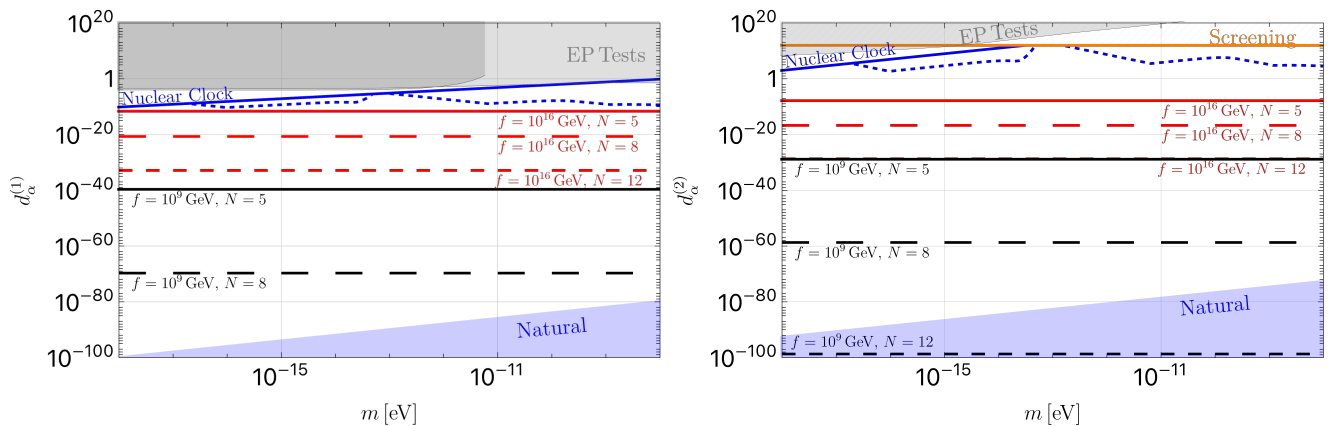 10^20
1
10^−20
10^−40
10^−60
10^−80
10^−100
d_α^(1)
EP Tests
Nuclear Clock
f = 10^16 GeV, N = 5
f = 10^16 GeV, N = 8
f = 10^16 GeV, N = 12
f = 10^9 GeV, N = 5
f = 10^9 GeV, N = 8
Natural
10^−15
10^−11
m [eV]
10^20
1
10^−20
10^−40
10^−60
10^−80
10^−100
d_α^(2)
EP Tests
Screening
Nuclear Clock
f = 10^16 GeV, N = 5
f = 10^16 GeV, N = 8
f = 10^9 GeV, N = 5
f = 10^16 GeV, N = 12
f = 10^9 GeV, N = 8
Natural
f = 10^9 GeV, N = 12
10^−15
10^−11
m [eV]